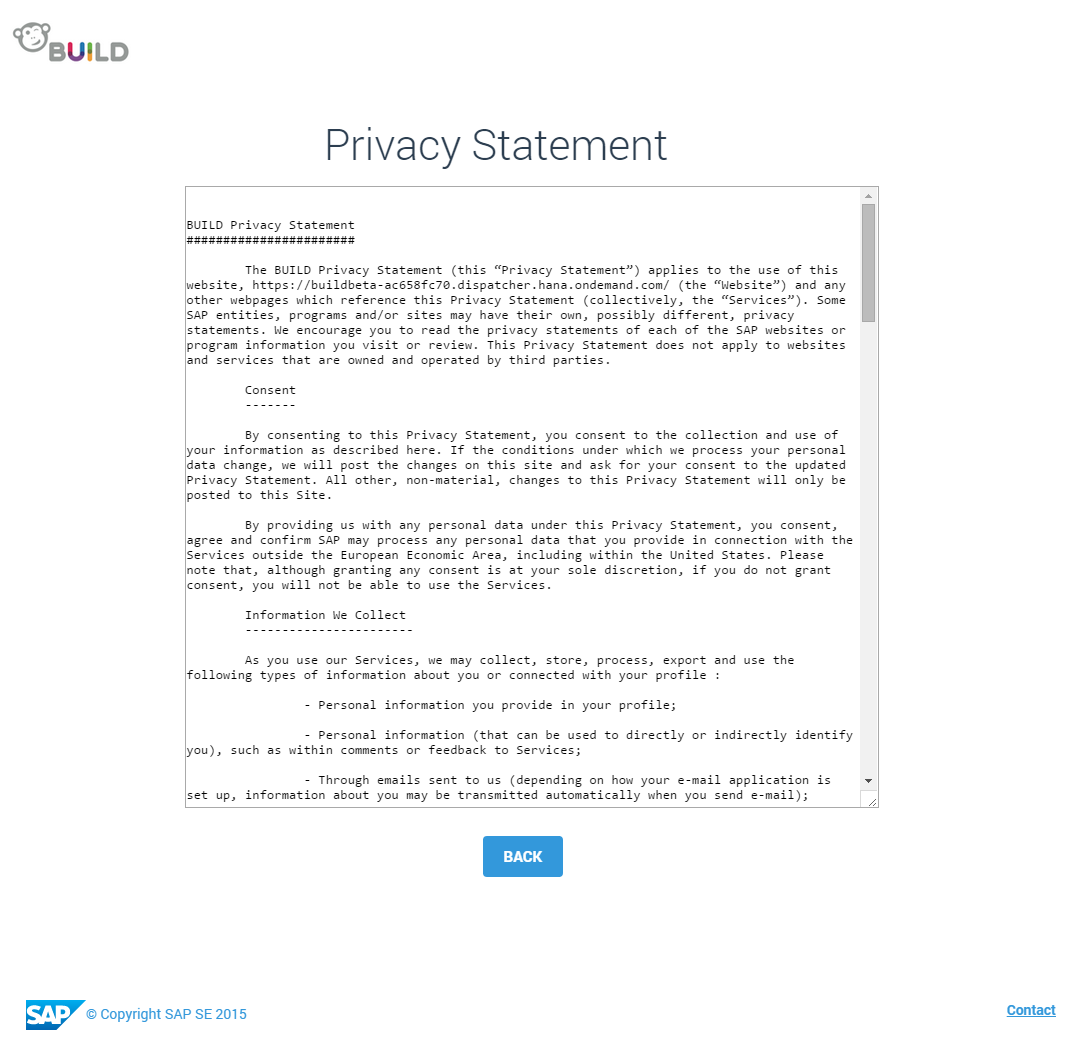 BUILD
Privacy Statement
BUILD Privacy Statement
#######################
The BUILD Privacy Statement (this “Privacy Statement”) applies to the use of this
website, https://buildbeta-ac658fc70.dispatcher.hana.ondemand.com/ (the “Website”) and any
other webpages which reference this Privacy Statement (collectively, the “Services”). Some
SAP entities, programs and/or sites may have their own, possibly different, privacy
statements. We encourage you to read the privacy statements of each of the SAP websites or
program information you visit or review. This Privacy Statement does not apply to websites
and services that are owned and operated by third parties.
Consent
-------
By consenting to this Privacy Statement, you consent to the collection and use of
your information as described here. If the conditions under which we process your personal
data change, we will post the changes on this site and ask for your consent to the updated
Privacy Statement. All other, non-material, changes to this Privacy Statement will only be
posted to this Site.
By providing us with any personal data under this Privacy Statement, you consent,
agree and confirm SAP may process any personal data that you provide in connection with the
Services outside the European Economic Area, including within the United States. Please
note that, although granting any consent is at your sole discretion, if you do not grant
consent, you will not be able to use the Services.
Information We Collect
-----------------------
As you use our Services, we may collect, store, process, export and use the
following types of information about you or connected with your profile :
- Personal information you provide in your profile;
- Personal information (that can be used to directly or indirectly identify
you), such as within comments or feedback to Services;
- Through emails sent to us (depending on how your e-mail application is
set up, information about you may be transmitted automatically when you send e-mail);
BACK
SAP © Copyright SAP SE 2015
Contact